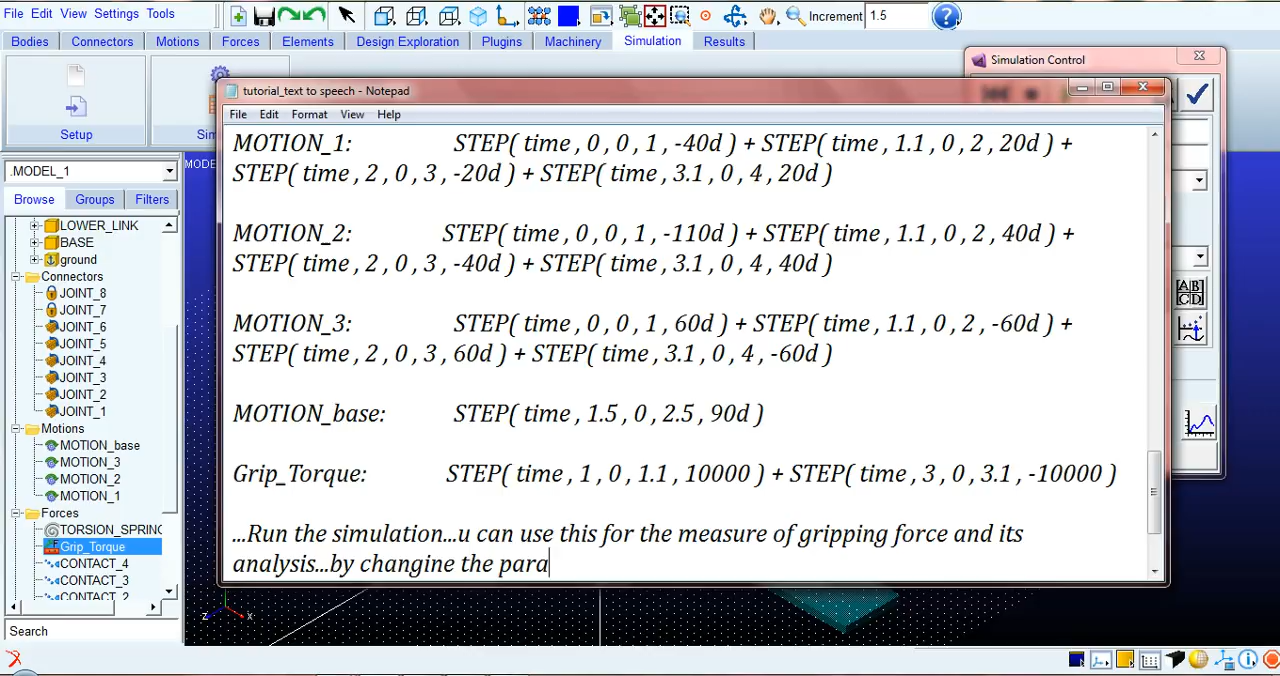 File Edit View Settings Tools
Increment 1.5
Bodies Connectors Motions Forces Elements Design Exploration Plugins Machinery Simulation Results
Simulation Control
tutorial_text to speech - Notepad
File Edit Format View Help
Setup
Sim
.MODEL_1
MODE
Browse Groups Filters
LOWER_LINK
BASE
ground
Connectors
JOINT_8
JOINT_7
JOINT_6
JOINT_5
JOINT_4
JOINT_3
JOINT_2
JOINT_1
Motions
MOTION_base
MOTION_3
MOTION_2
MOTION_1
Forces
TORSION_SPRING
Grip_Torque
CONTACT_4
CONTACT_3
CONTACT_2
Search
MOTION_1: STEP( time , 0 , 0 , 1 , -40d ) + STEP( time , 1.1 , 0 , 2 , 20d ) +
STEP( time , 2 , 0 , 3 , -20d ) + STEP( time , 3.1 , 0 , 4 , 20d )
MOTION_2: STEP( time , 0 , 0 , 1 , -110d ) + STEP( time , 1.1 , 0 , 2 , 40d ) +
STEP( time , 2 , 0 , 3 , -40d ) + STEP( time , 3.1 , 0 , 4 , 40d )
MOTION_3: STEP( time , 0 , 0 , 1 , 60d ) + STEP( time , 1.1 , 0 , 2 , -60d ) +
STEP( time , 2 , 0 , 3 , 60d ) + STEP( time , 3.1 , 0 , 4 , -60d )
MOTION_base: STEP( time , 1.5 , 0 , 2.5 , 90d )
Grip_Torque: STEP( time , 1 , 0 , 1.1 , 10000 ) + STEP( time , 3 , 0 , 3.1 , -10000 )
...Run the simulation...u can use this for the measure of gripping force and its
analysis...by changine the para
AB
CD
z x